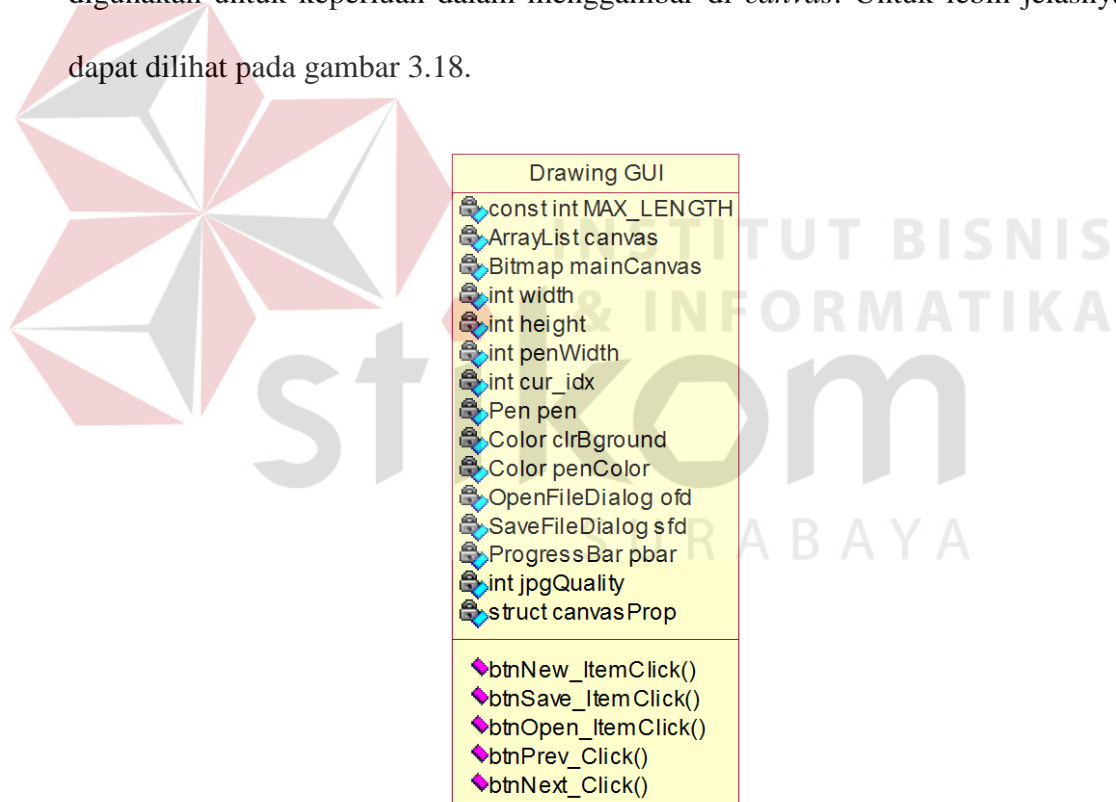 digunakan untuk keperluan dalam menggambar di canvas. Untuk lebih jelasnya
dapat dilihat pada gambar 3.18.
Drawing GUI
const int MAX_LENGTH
ArrayList canvas
Bitmap mainCanvas
int width
int height
int penWidth
int cur_idx
Pen pen
Color clrBground
Color penColor
OpenFileDialog ofd
SaveFileDialog sfd
ProgressBar pbar
int jpgQuality
struct canvasProp
btnNew_ItemClick()
btnSave_ItemClick()
btnOpen_ItemClick()
btnPrev_Click()
btnNext_Click()
INSTITUT BISNIS
& INFORMATIKA
stikom
SURABAYA